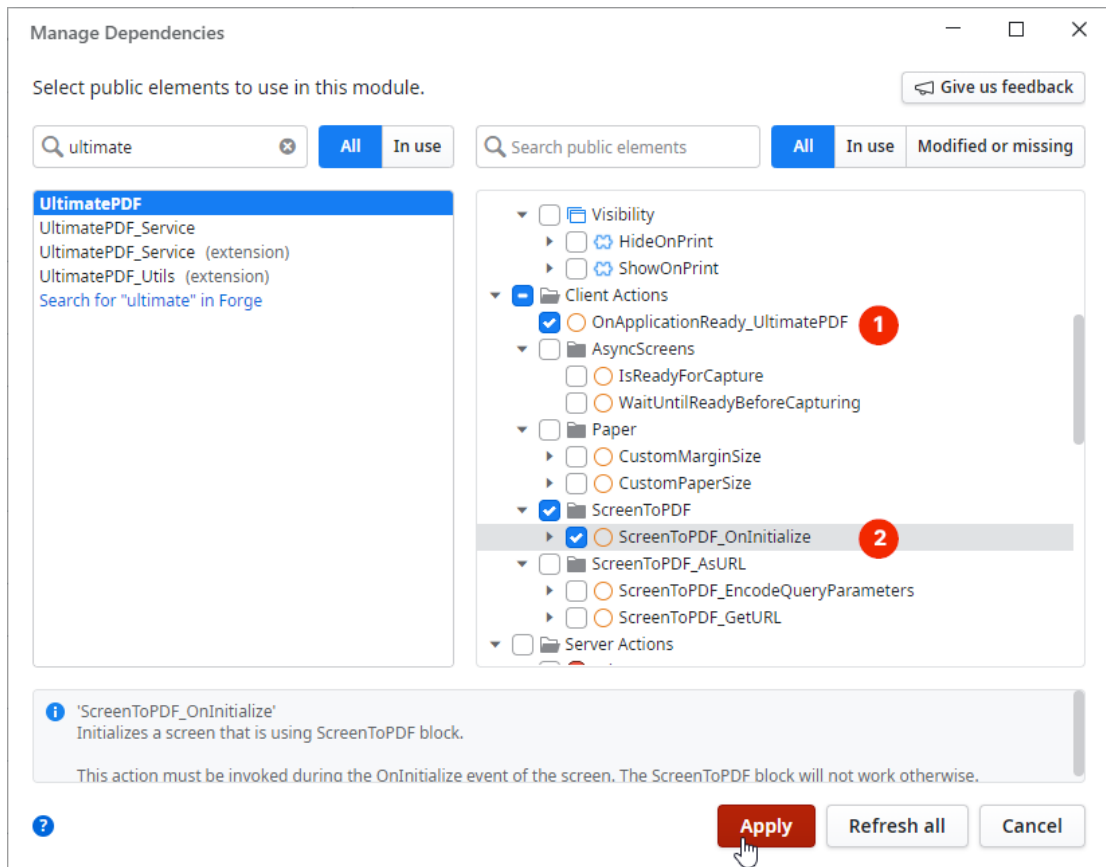 Manage Dependencies
Select public elements to use in this module.
Give us feedback
ultimate
All
In use
Search public elements
All
In use
Modified or missing
UltimatePDF
UltimatePDF_Service
UltimatePDF_Service (extension)
UltimatePDF_Utils (extension)
Search for "ultimate" in Forge
Visibility
HideOnPrint
ShowOnPrint
Client Actions
OnApplicationReady_UltimatePDF
1
AsyncScreens
IsReadyForCapture
WaitUntilReadyBeforeCapturing
Paper
CustomMarginSize
CustomPaperSize
ScreenToPDF
ScreenToPDF_OnInitialize
2
ScreenToPDF_AsURL
ScreenToPDF_EncodeQueryParameters
ScreenToPDF_GetURL
Server Actions
'ScreenToPDF_OnInitialize'
Initializes a screen that is using ScreenToPDF block.
This action must be invoked during the OnInitialize event of the screen. The ScreenToPDF block will not work otherwise.
?
Apply
Refresh all
Cancel